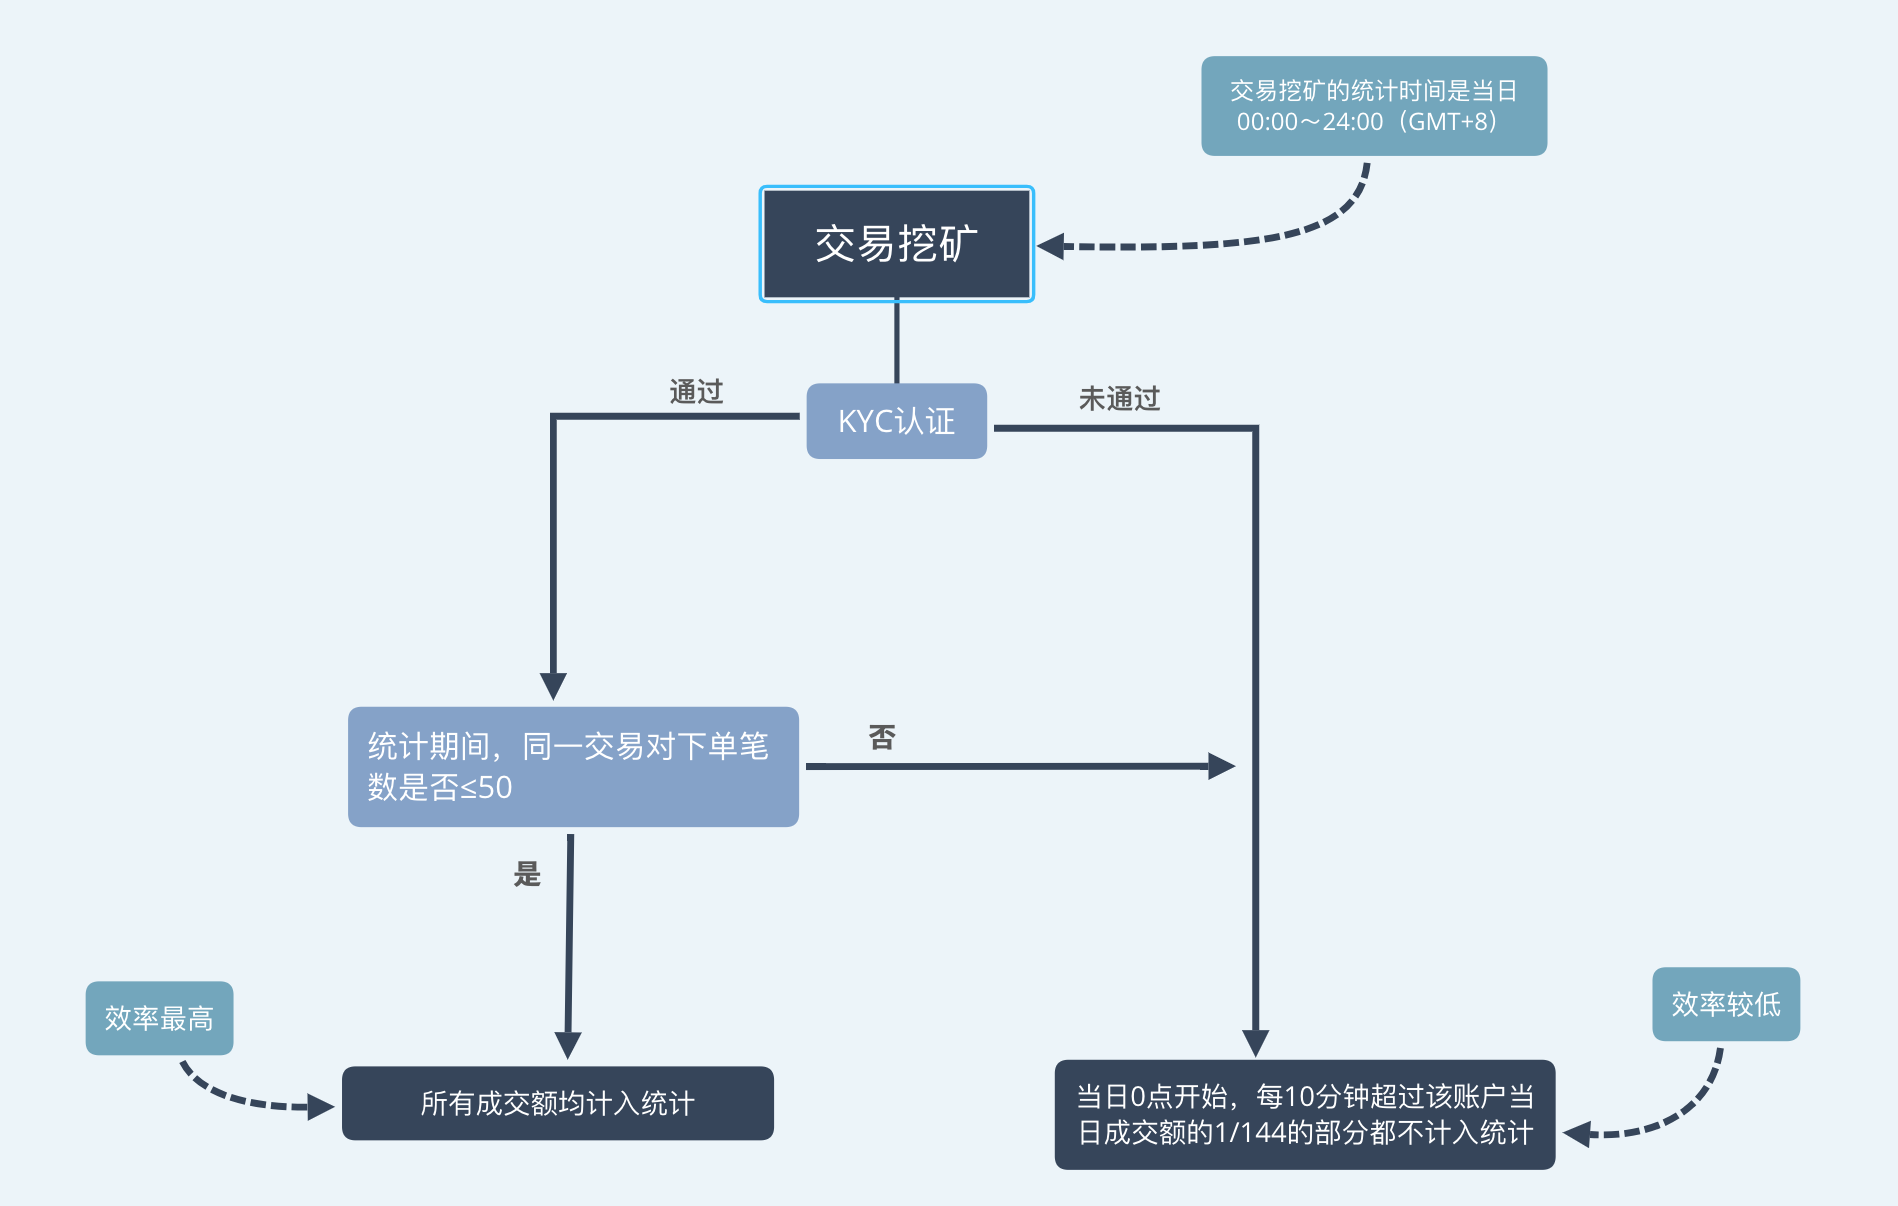 交易挖矿的统计时间是当日
00:00～24:00（GMT+8）
交易挖矿
通过
KYC认证
未通过
统计期间，同一交易对下单笔
数是否≤50
否
是
效率最高
效率较低
所有成交额均计入统计
当日0点开始，每10分钟超过该账户当
日成交额的1/144的部分都不计入统计